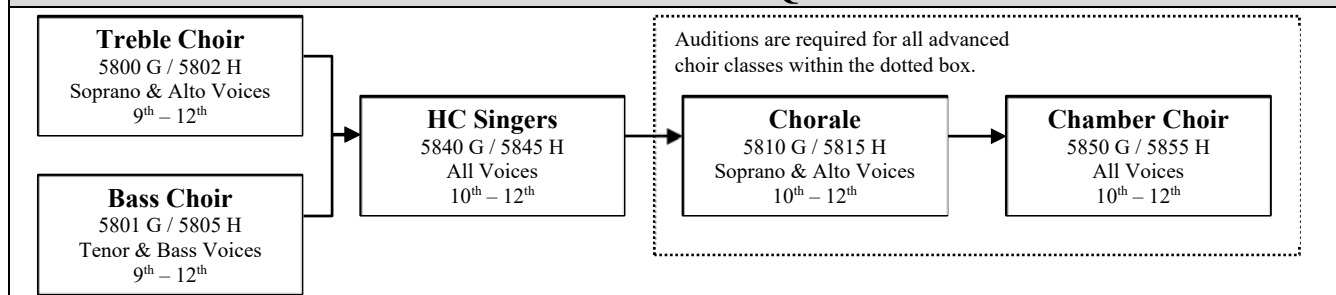 Treble Choir
5800 G / 5802 H
Soprano & Alto Voices
9th – 12th
Bass Choir
5801 G / 5805 H
Tenor & Bass Voices
9th – 12th
HC Singers
5840 G / 5845 H
All Voices
10th – 12th
Auditions are required for all advanced
choir classes within the dotted box.
Chorale
5810 G / 5815 H
Soprano & Alto Voices
10th – 12th
Chamber Choir
5850 G / 5855 H
All Voices
10th – 12th